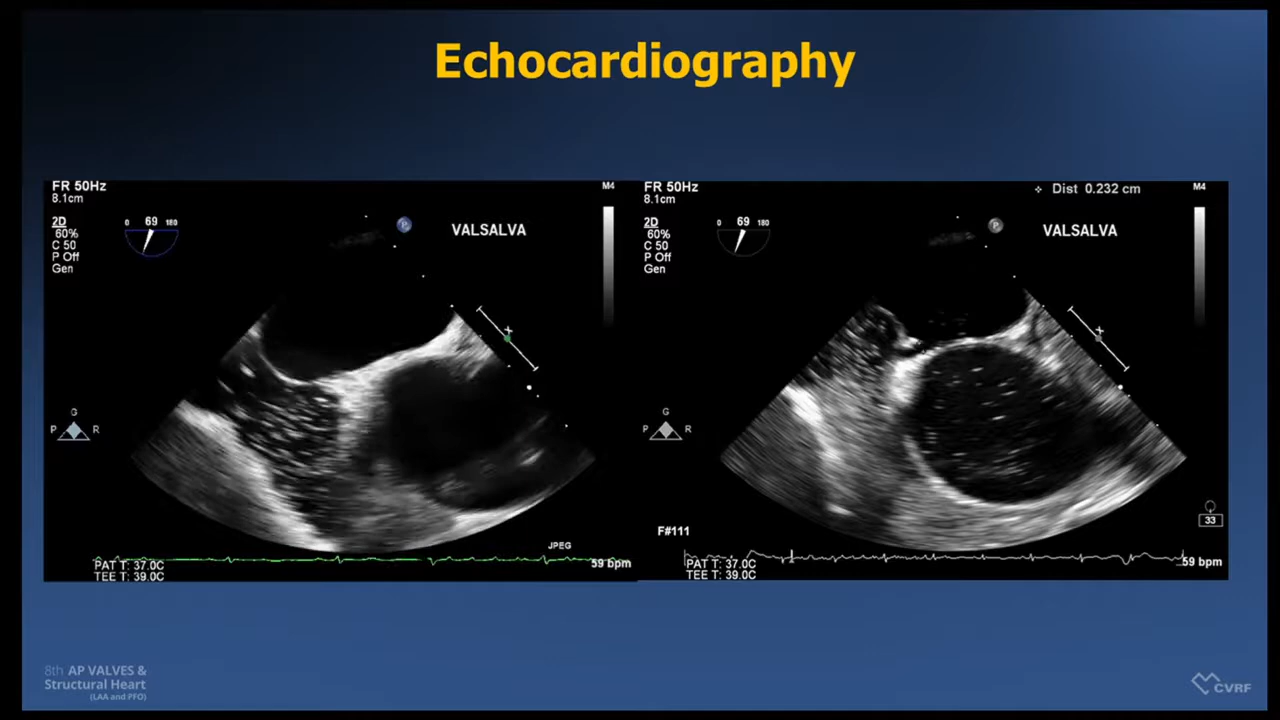 Echocardiography
FR 50Hz
8.1cm
2D
60%
C 50
P Off
Gen
0 69 180
P
VALSALVA
M4
G
P R
JPEG
PAT T: 37.0C
TEE T: 39.0C
59 bpm
FR 50Hz
8.1cm
2D
60%
C 50
P Off
Gen
0 69 180
P
Dist 0.232 cm
VALSALVA
M4
G
P R
33
F#111
PAT T: 37.0C
TEE T: 39.0C
59 bpm
8th AP VALVES &
Structural Heart
(LAA and PFO)
CVRF